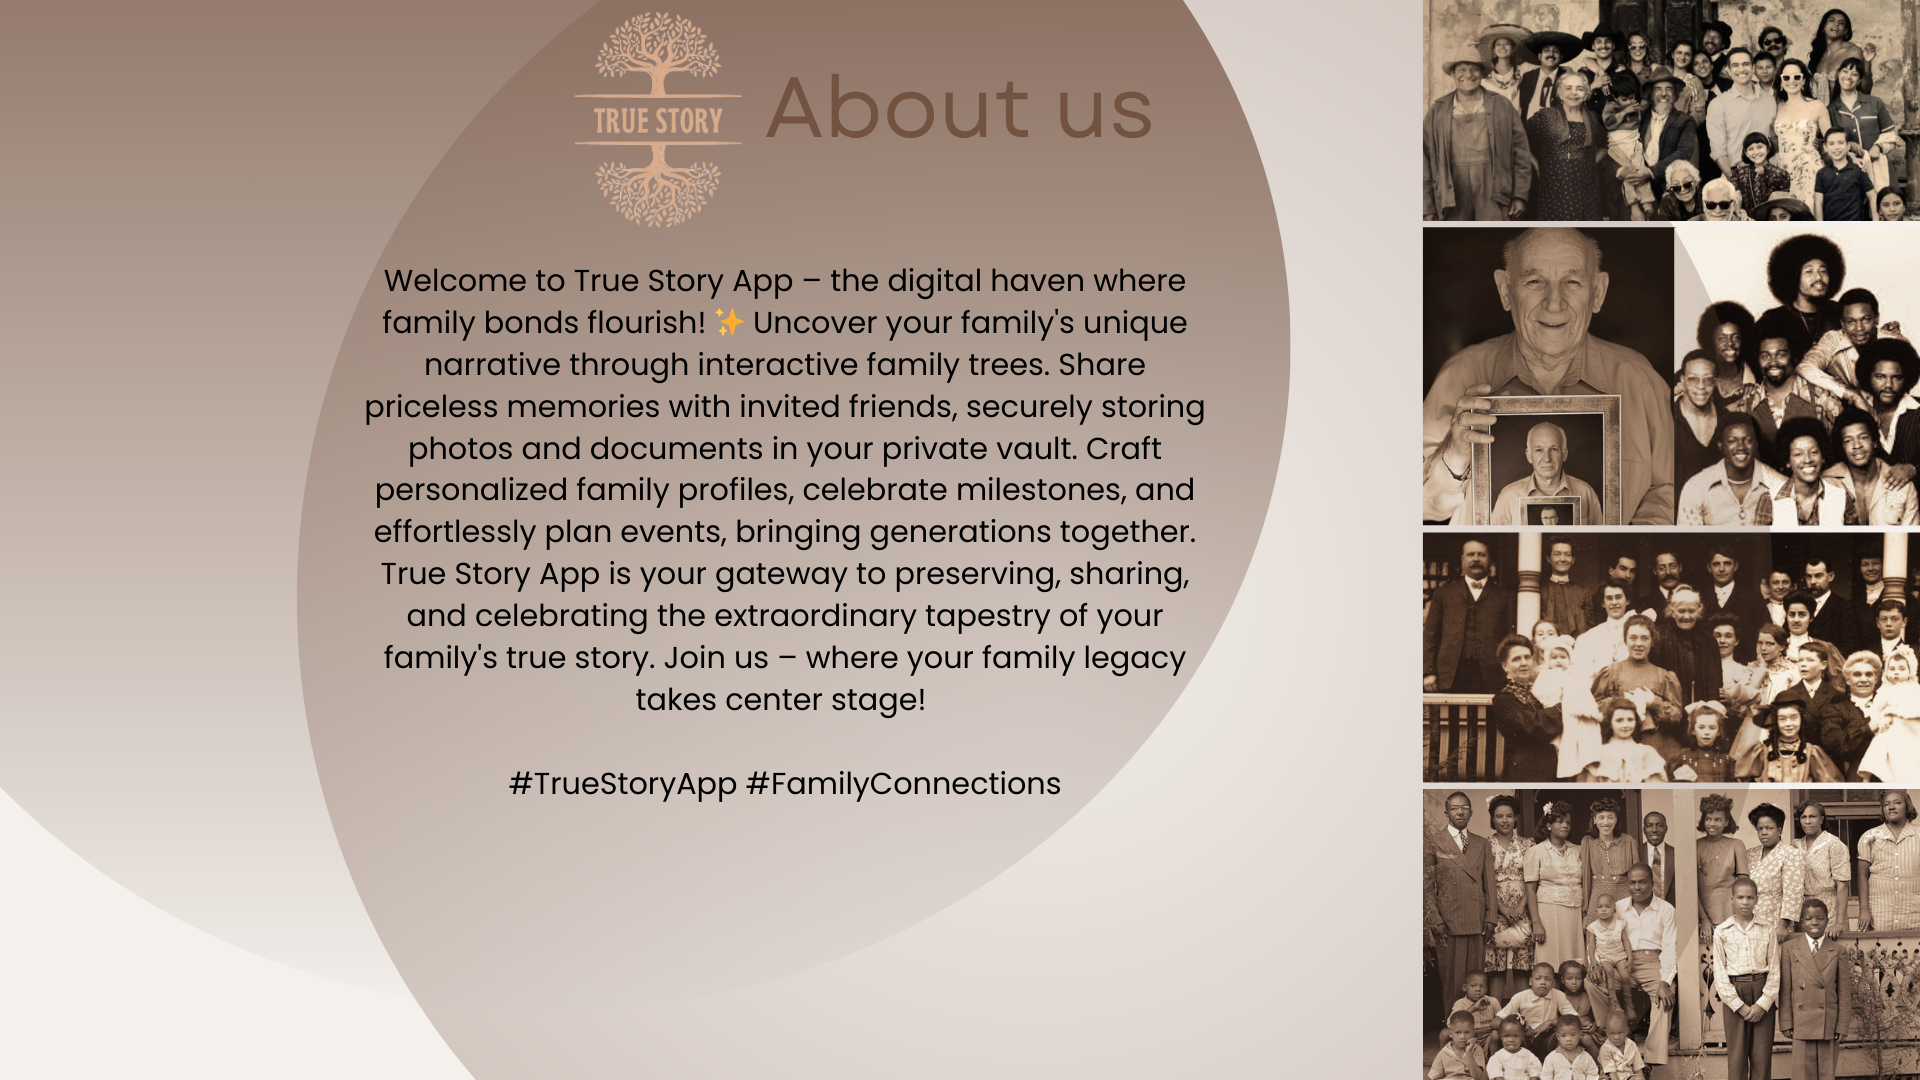 TRUE STORY
About us
Welcome to True Story App – the digital haven where
family bonds flourish! ✨ Uncover your family's unique
narrative through interactive family trees. Share
priceless memories with invited friends, securely storing
photos and documents in your private vault. Craft
personalized family profiles, celebrate milestones, and
effortlessly plan events, bringing generations together.
True Story App is your gateway to preserving, sharing,
and celebrating the extraordinary tapestry of your
family's true story. Join us – where your family legacy
takes center stage!
#TrueStoryApp #FamilyConnections